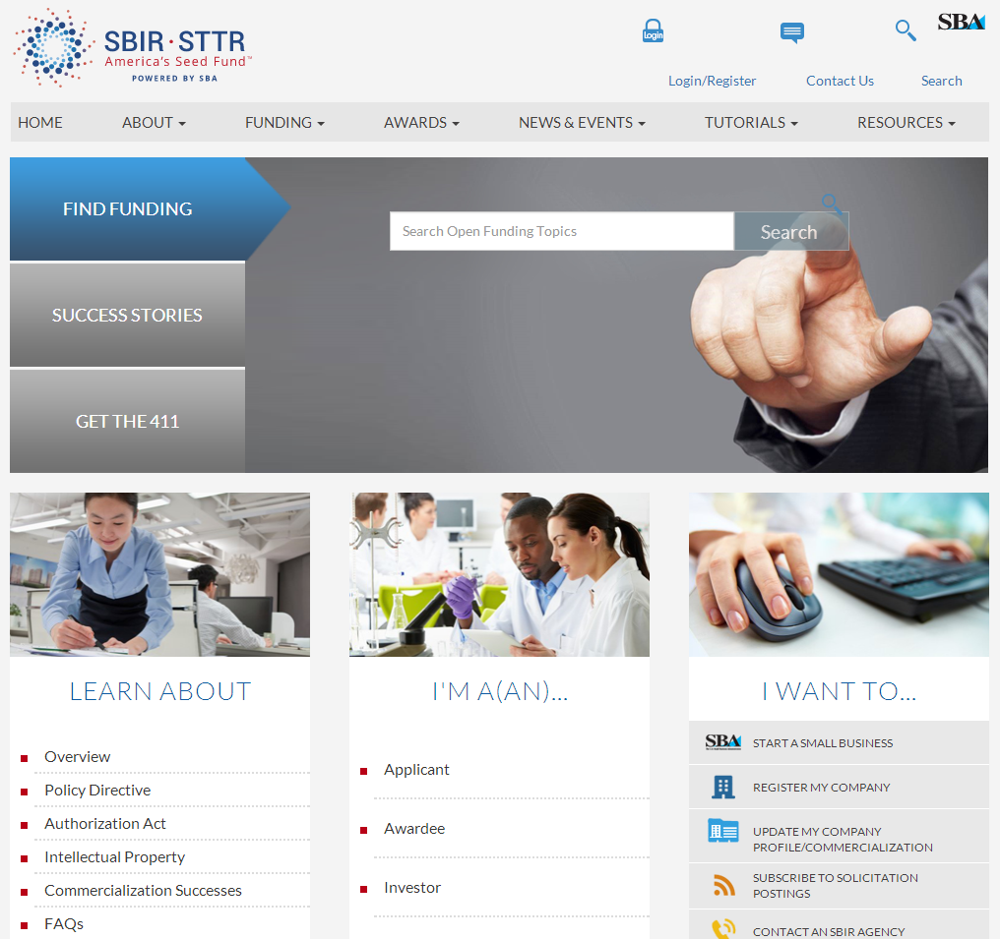 SBIR·STTR
America's Seed Fund™
POWERED BY SBA
login
SBA
Login/Register
Contact Us
Search
HOME
ABOUT
FUNDING
AWARDS
NEWS & EVENTS
TUTORIALS
RESOURCES
FIND FUNDING
Search Open Funding Topics
Search
SUCCESS STORIES
GET THE 411
LEARN ABOUT
Overview
Policy Directive
Authorization Act
Intellectual Property
Commercialization Successes
FAQs
I'M A(AN)...
Applicant
Awardee
Investor
I WANT TO...
SBA
START A SMALL BUSINESS
REGISTER MY COMPANY
UPDATE MY COMPANY
PROFILE/COMMERCIALIZATION
SUBSCRIBE TO SOLICITATION
POSTINGS
CONTACT AN SBIR AGENCY